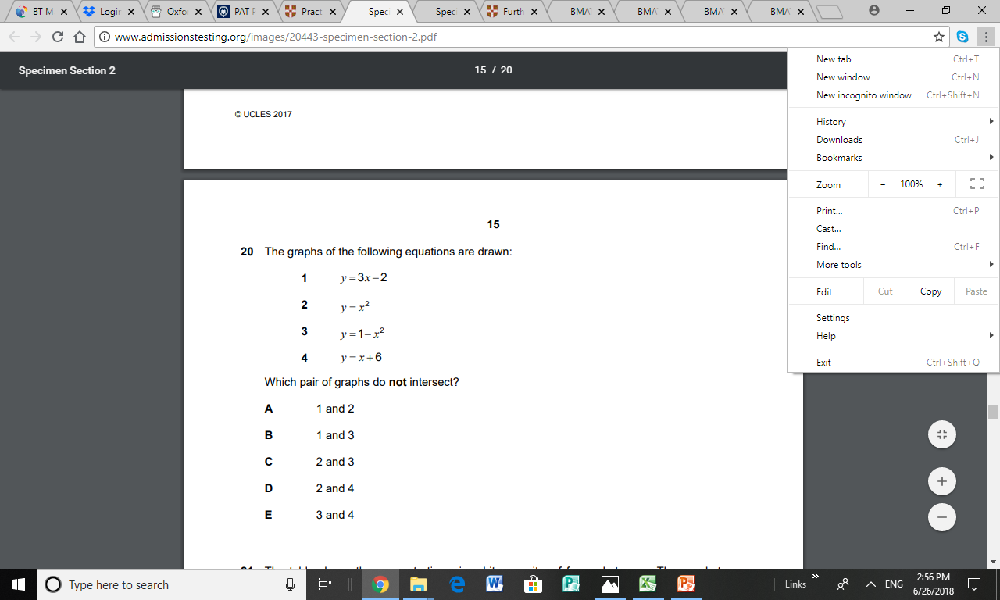 BT M
Login
Oxfo
PAT P
Pract
Speci
Speci
Furth
BMA
BMA
BMA
BMA
www.admissionstesting.org/images/20443-specimen-section-2.pdf
Specimen Section 2
15 / 20
© UCLES 2017
15
20 The graphs of the following equations are drawn:
1 y=3x−2
2 y=x²
3 y=1−x²
4 y=x+6
Which pair of graphs do not intersect?
A 1 and 2
B 1 and 3
C 2 and 3
D 2 and 4
E 3 and 4
New tab Ctrl+T
New window Ctrl+N
New incognito window Ctrl+Shift+N
History
Downloads Ctrl+J
Bookmarks
Zoom − 100% +
Print... Ctrl+P
Cast...
Find... Ctrl+F
More tools
Edit Cut Copy Paste
Settings
Help
Exit Ctrl+Shift+Q
Type here to search
Links
ENG
2:56 PM
6/26/2018